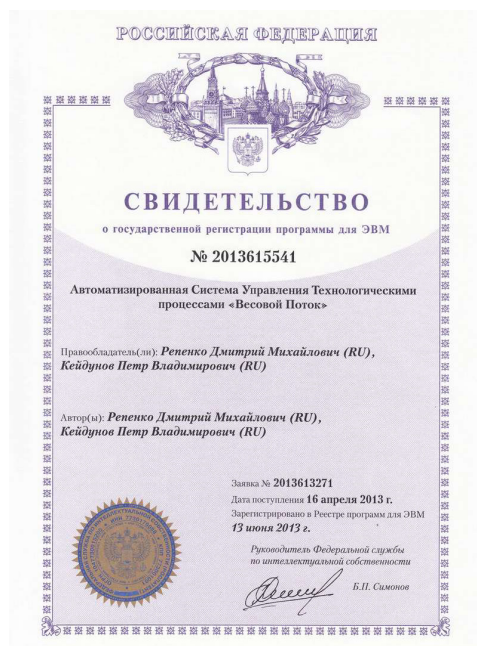 РОССИЙСКАЯ ФЕДЕРАЦИЯ
СВИДЕТЕЛЬСТВО
о государственной регистрации программы для ЭВМ
№ 2013615541
Автоматизированная Система Управления Технологическими
процессами «Весовой Поток»
Правообладатель(ли): Репенко Дмитрий Михайлович (RU),
Кейдунов Петр Владимирович (RU)
Автор(ы): Репенко Дмитрий Михайлович (RU),
Кейдунов Петр Владимирович (RU)
Заявка № 2013613271
Дата поступления 16 апреля 2013 г.
Зарегистрировано в Реестре программ для ЭВМ
13 июня 2013 г.
Руководитель Федеральной службы
по интеллектуальной собственности
Б.П. Симонов